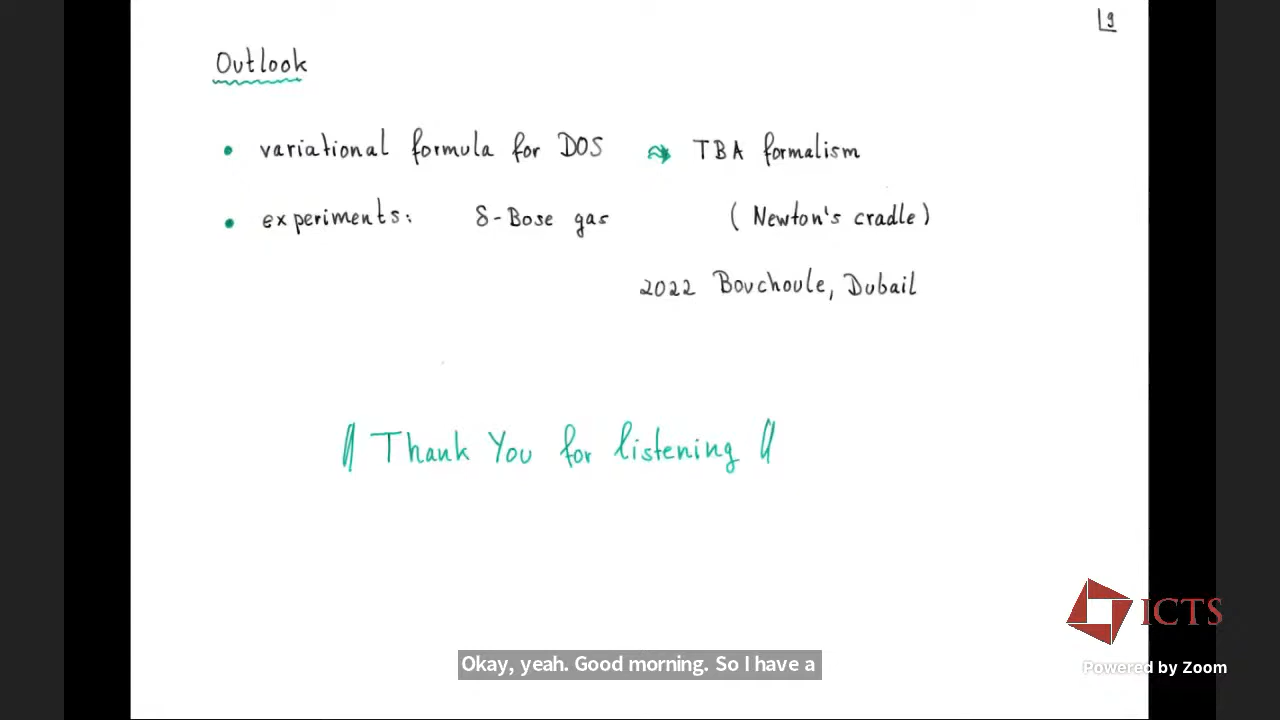 9
Outlook
• variational formula for DOS ⇝ TBA formalism
• experiments: δ-Bose gas (Newton's cradle)
2022 Bouchoule, Dubail
Thank You for listening
ICTS
Okay, yeah. Good morning. So I have a
Powered by Zoom